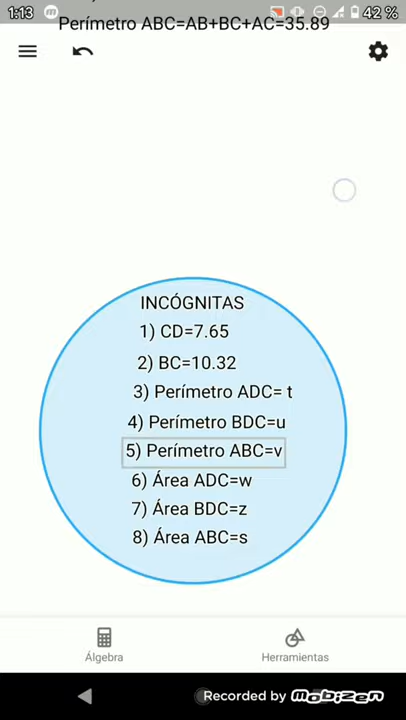 1:13
42 %
Perímetro ABC=AB+BC+AC=35.89
INCÓGNITAS
1) CD=7.65
2) BC=10.32
3) Perímetro ADC= t
4) Perímetro BDC=u
5) Perímetro ABC=v
6) Área ADC=w
7) Área BDC=z
8) Área ABC=s
Álgebra
Herramientas
Recorded by
mobizen